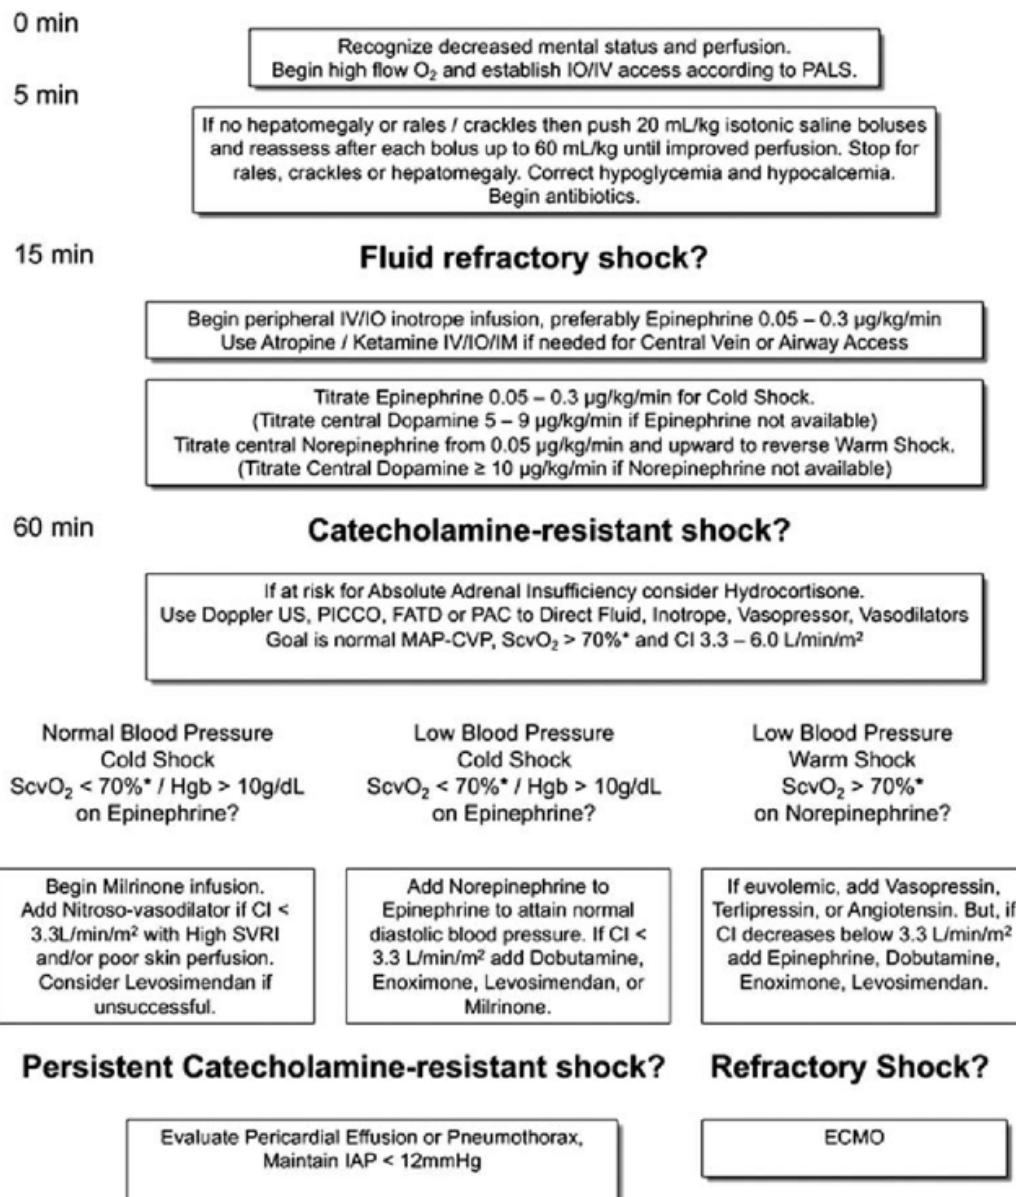 0 min
Recognize decreased mental status and perfusion.
Begin high flow O₂ and establish IO/IV access according to PALS.
5 min
If no hepatomegaly or rales / crackles then push 20 mL/kg isotonic saline boluses
and reassess after each bolus up to 60 mL/kg until improved perfusion. Stop for
rales, crackles or hepatomegaly. Correct hypoglycemia and hypocalcemia.
Begin antibiotics.
15 min
Fluid refractory shock?
Begin peripheral IV/IO inotrope infusion, preferably Epinephrine 0.05 – 0.3 µg/kg/min
Use Atropine / Ketamine IV/IO/IM if needed for Central Vein or Airway Access
Titrate Epinephrine 0.05 – 0.3 µg/kg/min for Cold Shock.
(Titrate central Dopamine 5 – 9 µg/kg/min if Epinephrine not available)
Titrate central Norepinephrine from 0.05 µg/kg/min and upward to reverse Warm Shock.
(Titrate Central Dopamine ≥ 10 µg/kg/min if Norepinephrine not available)
60 min
Catecholamine-resistant shock?
If at risk for Absolute Adrenal Insufficiency consider Hydrocortisone.
Use Doppler US, PICCO, FATD or PAC to Direct Fluid, Inotrope, Vasopressor, Vasodilators
Goal is normal MAP-CVP, ScvO₂ > 70%* and CI 3.3 – 6.0 L/min/m²
Normal Blood Pressure
Cold Shock
ScvO₂ < 70%* / Hgb > 10g/dL
on Epinephrine?
Low Blood Pressure
Cold Shock
ScvO₂ < 70%* / Hgb > 10g/dL
on Epinephrine?
Low Blood Pressure
Warm Shock
ScvO₂ > 70%*
on Norepinephrine?
Begin Milrinone infusion.
Add Nitroso-vasodilator if CI <
3.3L/min/m² with High SVRI
and/or poor skin perfusion.
Consider Levosimendan if
unsuccessful.
Add Norepinephrine to
Epinephrine to attain normal
diastolic blood pressure. If CI <
3.3 L/min/m² add Dobutamine,
Enoximone, Levosimendan, or
Milrinone.
If euvolemic, add Vasopressin,
Terlipressin, or Angiotensin. But, if
CI decreases below 3.3 L/min/m²
add Epinephrine, Dobutamine,
Enoximone, Levosimendan.
Persistent Catecholamine-resistant shock?
Refractory Shock?
Evaluate Pericardial Effusion or Pneumothorax,
Maintain IAP < 12mmHg
ECMO